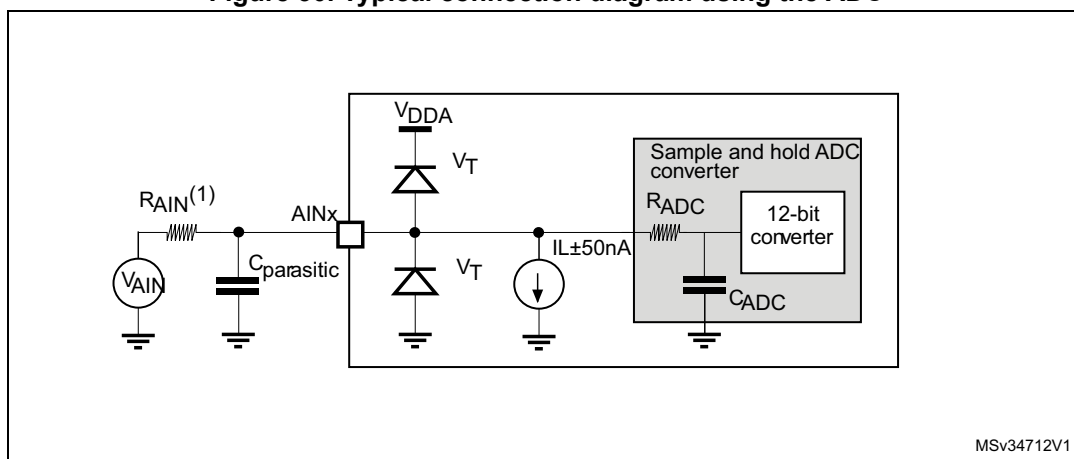 Figure Typical connection diagram using the ADC
VDDA
VT
Sample and hold ADC
converter
RAIN(1)
AINx
RADC
12-bit
converter
IL±50nA
VAIN
Cparasitic
VT
CADC
MSv34712V1